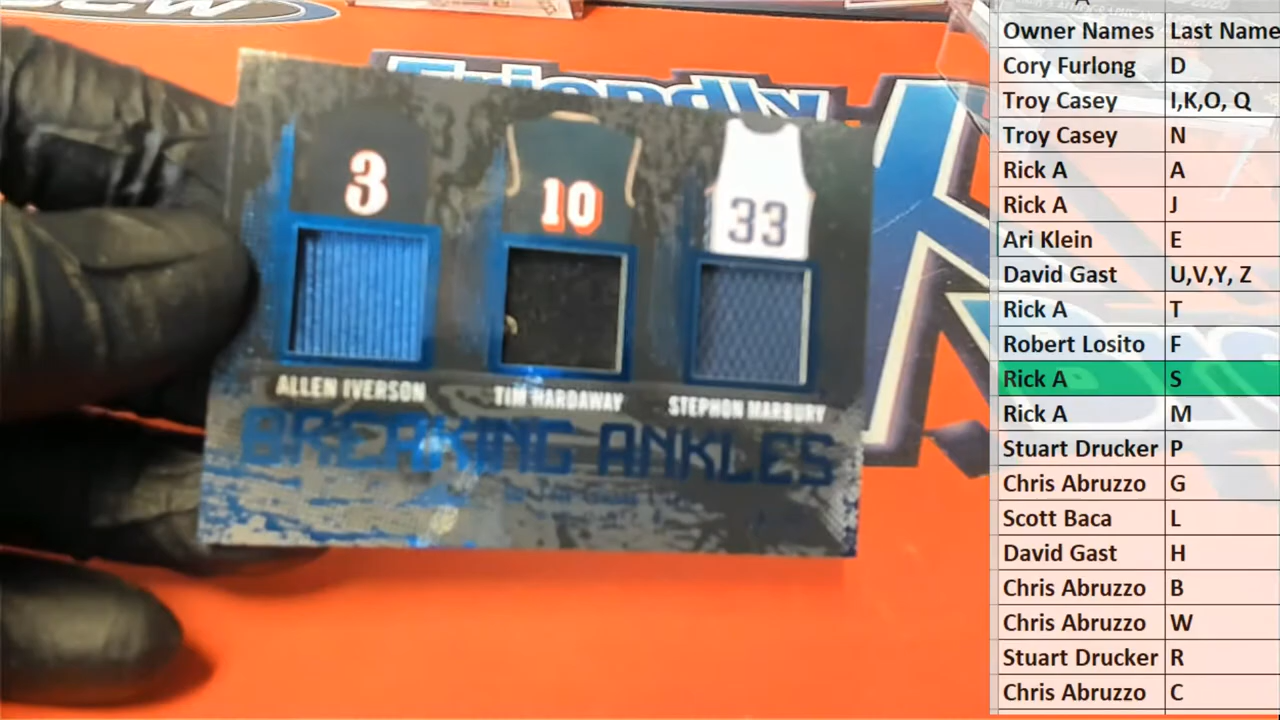 Friendly
3
10
33
ALLEN IVERSON
TIM HARDAWAY
STEPHON MARBURY
BREAKING ANKLES
Owner Names Last Name
Cory Furlong D
Troy Casey I,K,O, Q
Troy Casey N
Rick A A
Rick A J
Ari Klein E
David Gast U,V,Y, Z
Rick A T
Robert Losito F
Rick A S
Rick A M
Stuart Drucker P
Chris Abruzzo G
Scott Baca L
David Gast H
Chris Abruzzo B
Chris Abruzzo W
Stuart Drucker R
Chris Abruzzo C